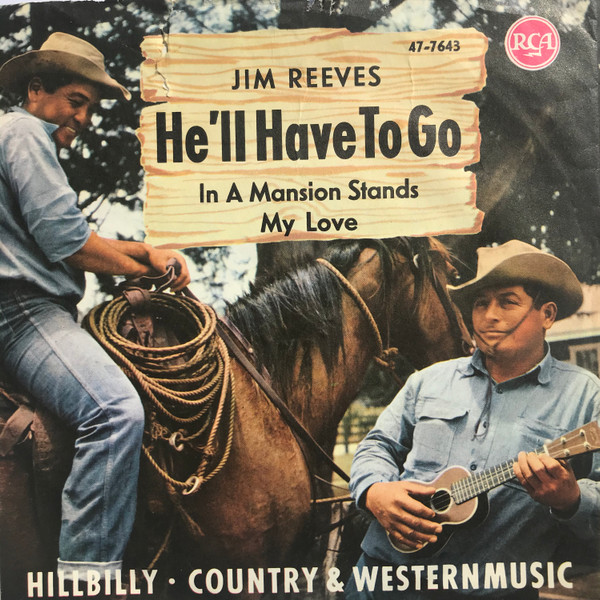 47-7643
RCA
JIM REEVES
He'll Have To Go
In A Mansion Stands
My Love
HILLBILLY · COUNTRY & WESTERNMUSIC